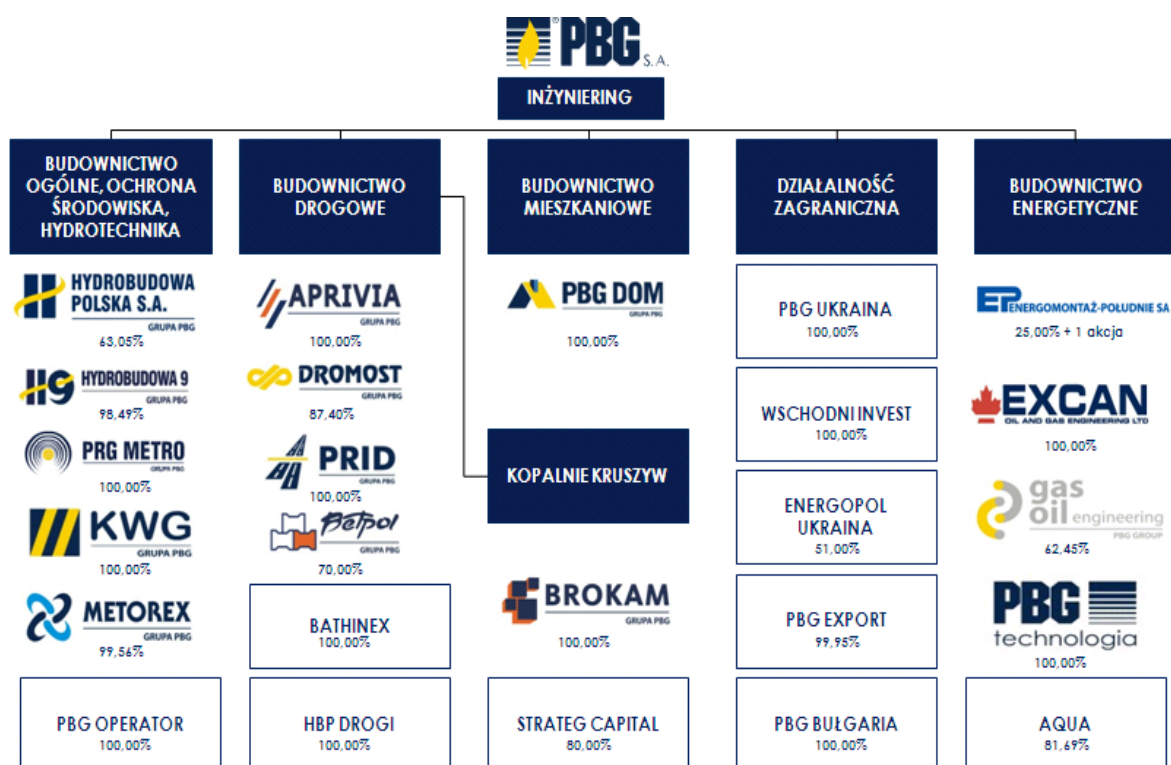 ® PBG S.A.
INŻYNIERING
BUDOWNICTWO
OGÓLNE, OCHRONA
ŚRODOWISKA,
HYDROTECHNIKA
HYDROBUDOWA
POLSKA S.A.
GRUPA PBG
63,05%
H9 HYDROBUDOWA 9
GRUPA PBG
98,49%
PRG METRO
GRUPA PBG
100,00%
KWG
GRUPA PBG
100,00%
METOREX
GRUPA PBG
99,56%
PBG OPERATOR
100,00%
BUDOWNICTWO
DROGOWE
APRIVIA
GRUPA PBG
100,00%
DROMOST
GRUPA PBG
87,40%
PRID
GRUPA PBG
100,00%
Betpol
GRUPA PBG
70,00%
BATHINEX
100,00%
HBP DROGI
100,00%
BUDOWNICTWO
MIESZKANIOWE
PBG DOM
GRUPA PBG
100,00%
KOPALNIE KRUSZYW
BROKAM
GRUPA PBG
100,00%
STRATEG CAPITAL
80,00%
DZIAŁALNOŚĆ
ZAGRANICZNA
PBG UKRAINA
100,00%
WSCHODNI INVEST
100,00%
ENERGOPOL
UKRAINA
51,00%
PBG EXPORT
99,95%
PBG BUŁGARIA
100,00%
BUDOWNICTWO
ENERGETYCZNE
EP ENERGOMONTAŻ-POŁUDNIE SA
25,00% + 1 akcja
EXCAN
OIL AND GAS ENGINEERING LTD
100,00%
gas
oil engineering
PBG GROUP
62,45%
PBG
technologia
100,00%
AQUA
81,69%